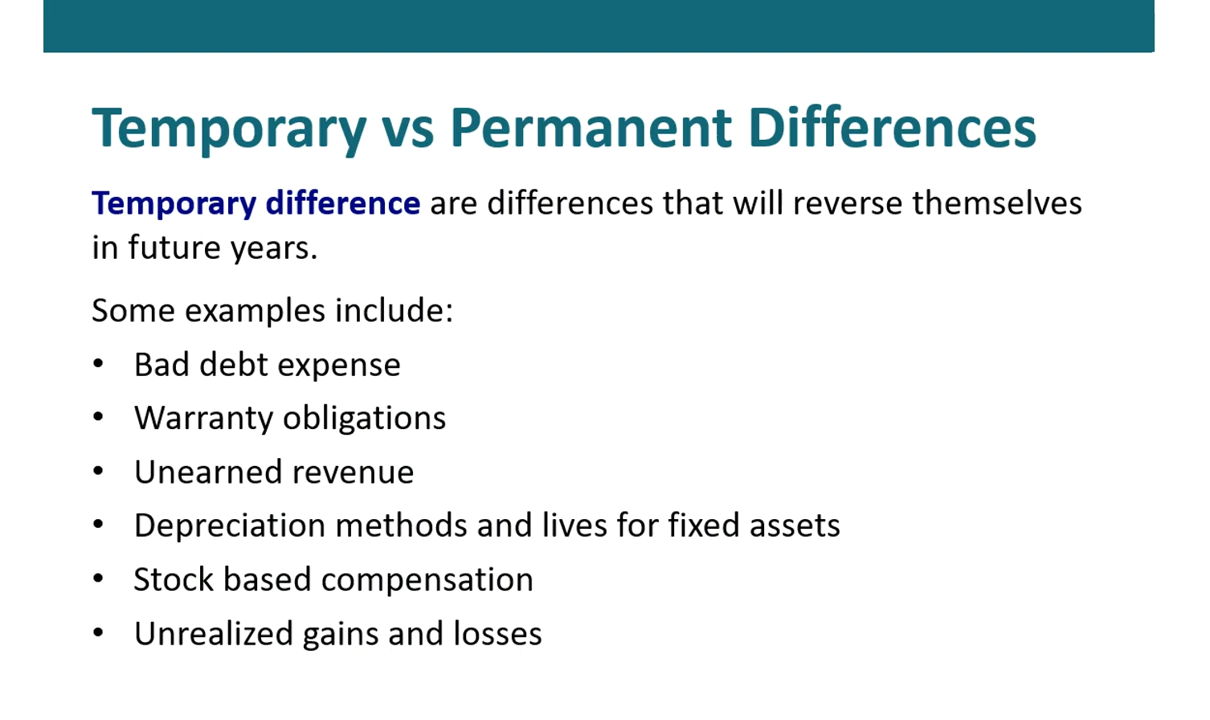 Temporary vs Permanent Differences
Temporary difference are differences that will reverse themselves
in future years.
Some examples include:
• Bad debt expense
• Warranty obligations
• Unearned revenue
• Depreciation methods and lives for fixed assets
• Stock based compensation
• Unrealized gains and losses